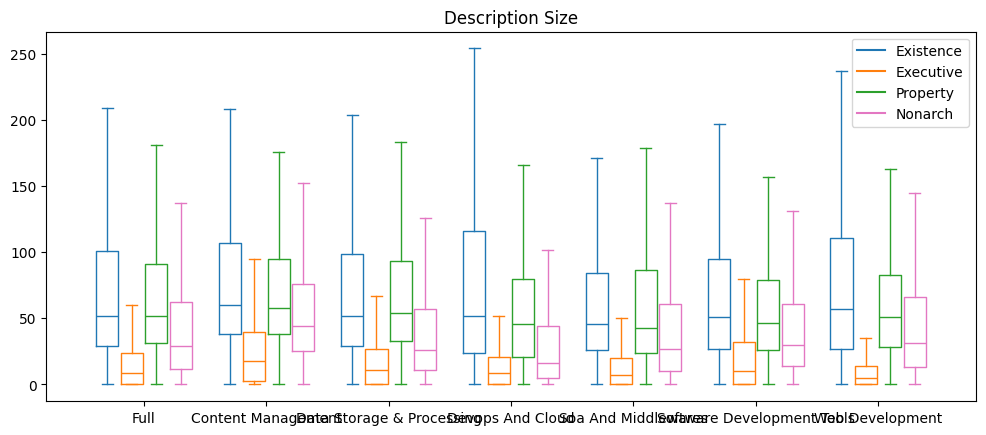 Description Size
250
200
150
100
50
0
Existence
Executive
Property
Nonarch
Full
Content Management
Data Storage & Processing
Devops And Cloud
Soa And Middleware
Software Development Tools
Web Development